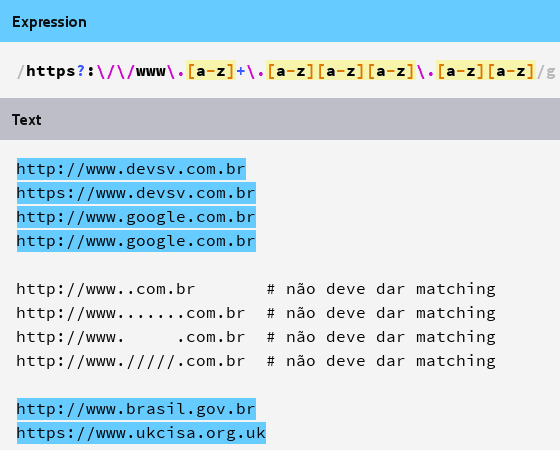 Expression
/https?:\/\/www\.[a-z]+\.[a-z][a-z][a-z]\.[a-z][a-z]/g
Text
http://www.devsv.com.br
https://www.devsv.com.br
http://www.google.com.br
http://www.google.com.br
http://www..com.br       # não deve dar matching
http://www.......com.br  # não deve dar matching
http://www.     .com.br  # não deve dar matching
http://www./////.com.br  # não deve dar matching
http://www.brasil.gov.br
https://www.ukcisa.org.uk